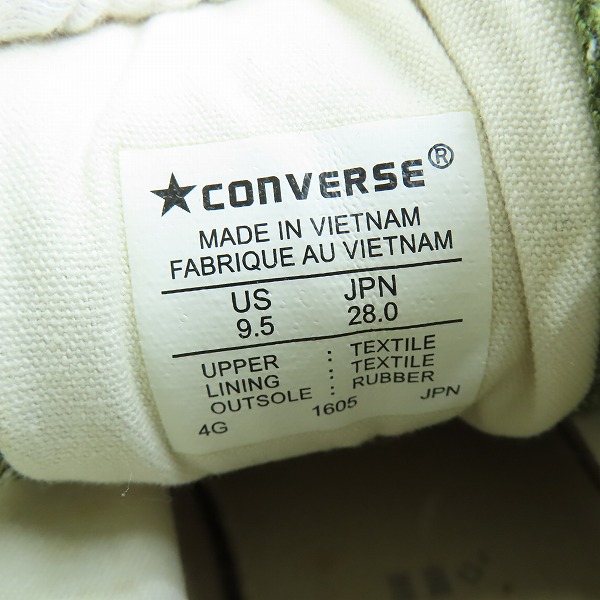 ★CONVERSE®
MADE IN VIETNAM
FABRIQUE AU VIETNAM
US JPN
9.5 28.0
UPPER : TEXTILE
LINING : TEXTILE
OUTSOLE : RUBBER
4G 1605 JPN